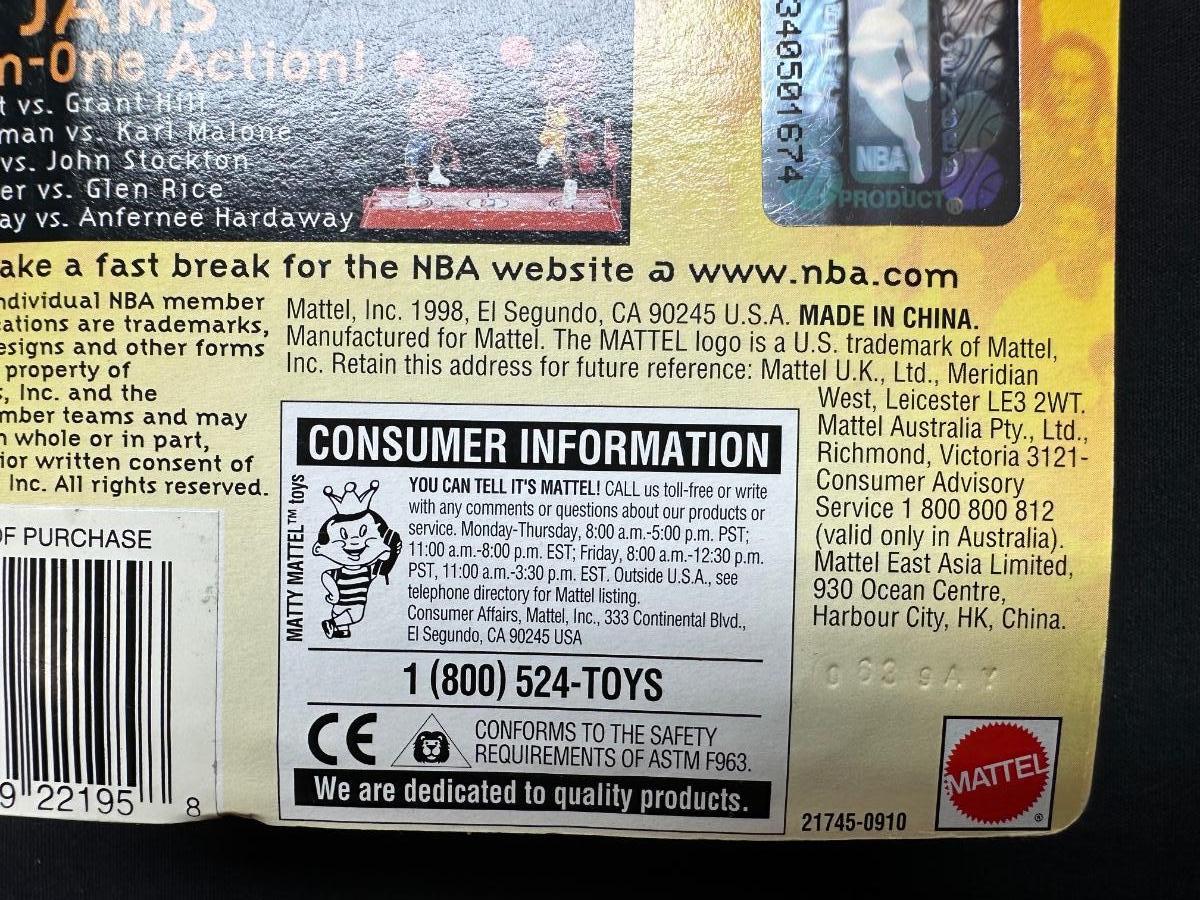 JAMS
n-One Action!
t vs. Grant Hill
man vs. Karl Malone
vs. John Stockton
er vs. Glen Rice
ay vs. Anfernee Hardaway
340501674
NBA
PRODUCT®
ake a fast break for the NBA website @ www.nba.com
ndividual NBA member
cations are trademarks,
esigns and other forms
property of
s, Inc. and the
mber teams and may
n whole or in part,
ior written consent of
Inc. All rights reserved.
Mattel, Inc. 1998, El Segundo, CA 90245 U.S.A. MADE IN CHINA.
Manufactured for Mattel. The MATTEL logo is a U.S. trademark of Mattel,
Inc. Retain this address for future reference: Mattel U.K., Ltd., Meridian
West, Leicester LE3 2WT.
Mattel Australia Pty., Ltd.,
Richmond, Victoria 3121-
Consumer Advisory
Service 1 800 800 812
(valid only in Australia).
Mattel East Asia Limited,
930 Ocean Centre,
Harbour City, HK, China.
CONSUMER INFORMATION
MATTY MATTEL™ toys
YOU CAN TELL IT'S MATTEL! CALL us toll-free or write
with any comments or questions about our products or
service. Monday-Thursday, 8:00 a.m.-5:00 p.m. PST;
11:00 a.m.-8:00 p.m. EST; Friday, 8:00 a.m.-12:30 p.m.
PST, 11:00 a.m.-3:30 p.m. EST. Outside U.S.A., see
telephone directory for Mattel listing.
Consumer Affairs, Mattel, Inc., 333 Continental Blvd.,
El Segundo, CA 90245 USA
1 (800) 524-TOYS
CE
CONFORMS TO THE SAFETY
REQUIREMENTS OF ASTM F963.
We are dedicated to quality products.
OF PURCHASE
9 22195 8
MATTEL
®
21745-0910